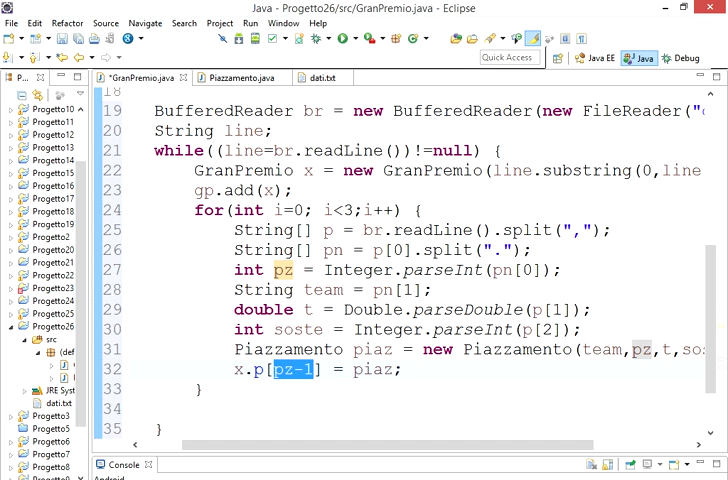 Java - Progetto26/src/GranPremio.java - Eclipse
File Edit Refactor Source Navigate Search Project Run Window Help
Quick Access
Java EE
Java
Debug
P...
*GranPremio.java
Piazzamento.java
dati.txt
Progetto10
Progetto11
Progetto12
Progetto13
Progetto14
Progetto15
Progetto16
Progetto17
Progetto18
Progetto19
Progetto2
Progetto20
Progetto21
Progetto22
Progetto23
Progetto24
Progetto25
Progetto26
src
(def
JRE Syst
dati.txt
Progetto3
Progetto5
Progetto6
Progetto7
Progetto8
18
19 BufferedReader br = new BufferedReader(new FileReader("
20 String line;
21 while((line=br.readLine())!=null) {
22 GranPremio x = new GranPremio(line.substring(0,line
23 gp.add(x);
24 for(int i=0; i<3;i++) {
25 String[] p = br.readLine().split(",");
26 String[] pn = p[0].split(".");
27 int pz = Integer.parseInt(pn[0]);
28 String team = pn[1];
29 double t = Double.parseDouble(p[1]);
30 int soste = Integer.parseInt(p[2]);
31 Piazzamento piaz = new Piazzamento(team,pz,t,sos
32 x.p[pz-1] = piaz;
33 }
34
35 }
Console
Android